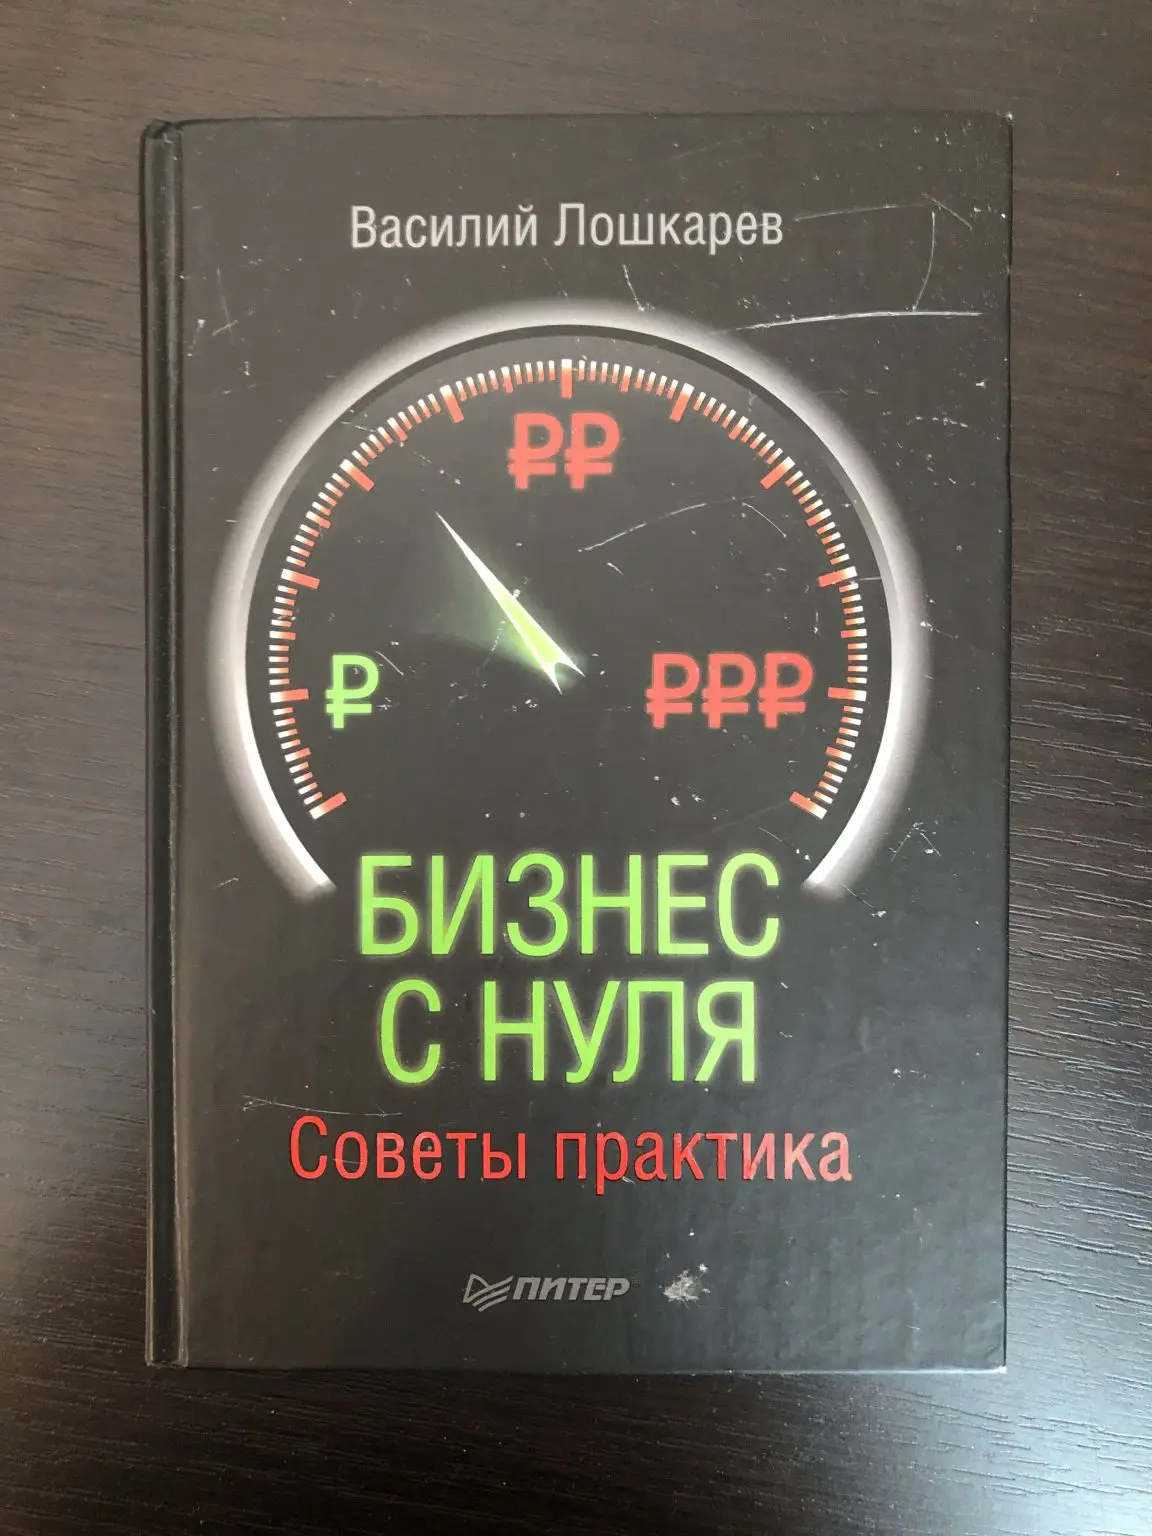 Василий Лошкарев
₽₽
₽ ₽₽₽
БИЗНЕС
С НУЛЯ
Советы практика
ПИТЕР